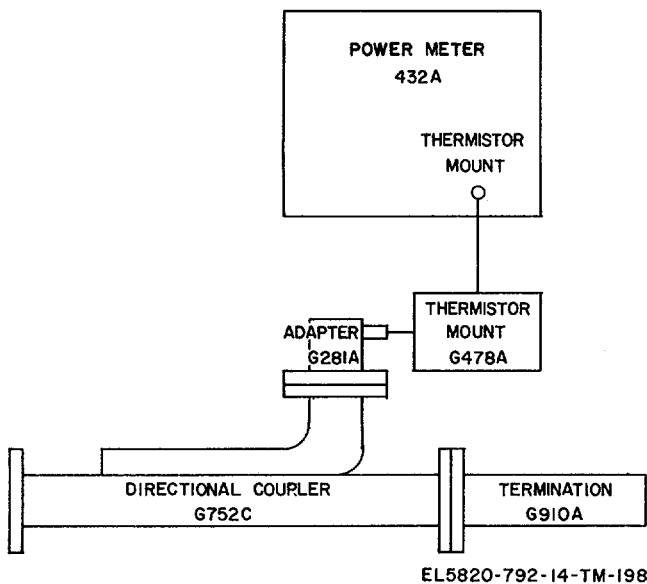 POWER METER
432A
THERMISTOR
MOUNT
THERMISTOR
MOUNT
G478A
ADAPTER
G281A
DIRECTIONAL COUPLER
G752C
TERMINATION
G910A
EL5820-792-14-TM-198